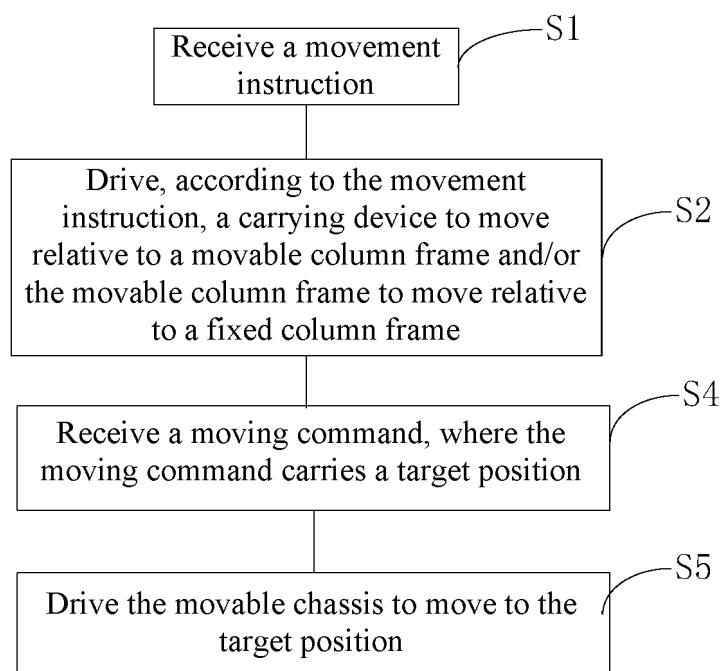 S1
Receive a movement
instruction
Drive, according to the movement
instruction, a carrying device to move
relative to a movable column frame and/or
the movable column frame to move relative
to a fixed column frame
S2
S4
Receive a moving command, where the
moving command carries a target position
S5
Drive the movable chassis to move to the
target position